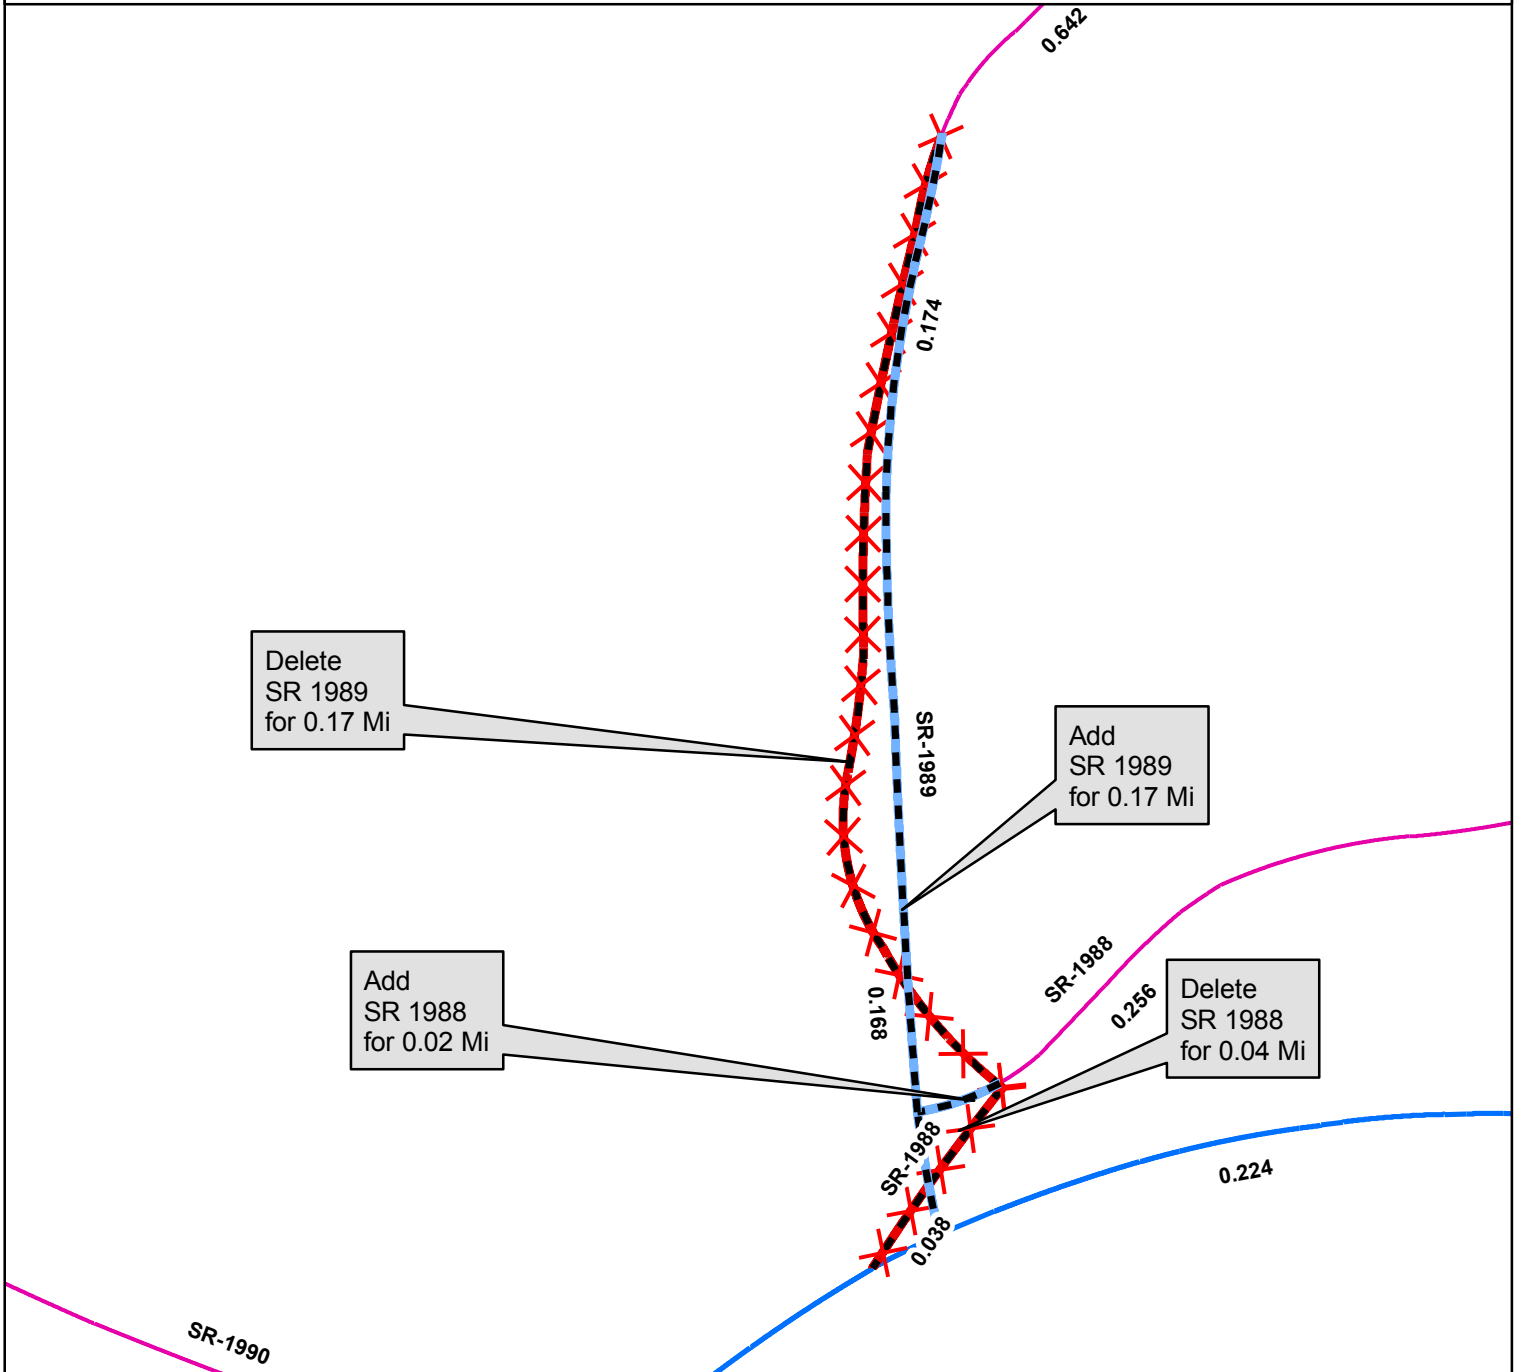 0.642
0.174
Delete
SR 1989
for 0.17 Mi
SR-1989
Add
SR 1989
for 0.17 Mi
SR-1988
0.256
Add
SR 1988
for 0.02 Mi
0.168
Delete
SR 1988
for 0.04 Mi
SR-1988
0.224
0.038
SR-1990